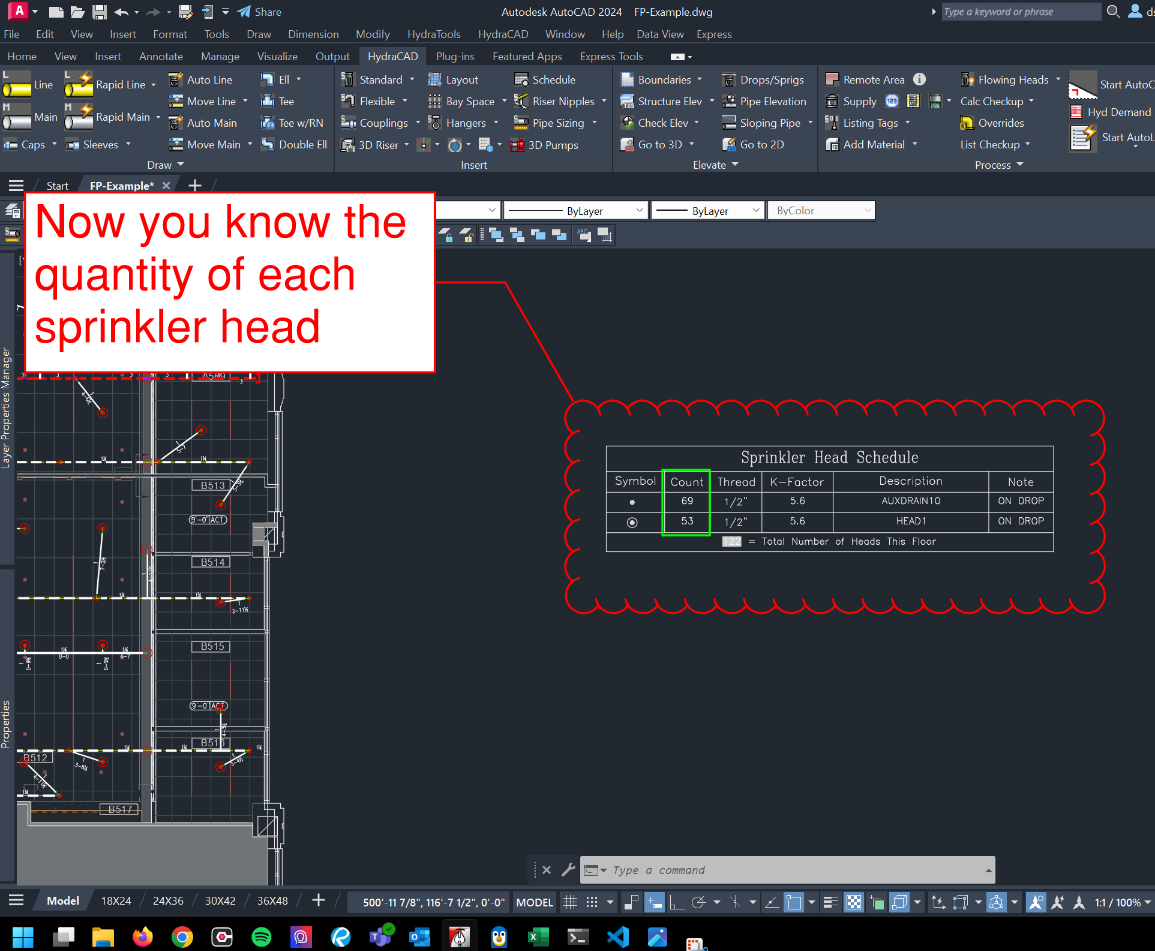 Share
Autodesk AutoCAD 2024 FP-Example.dwg
Type a keyword or phrase
File Edit View Insert Format Tools Draw Dimension Modify HydraTools HydraCAD Window Help Data View Express
Home View Insert Annotate Manage Visualize Output HydraCAD Plug-ins Featured Apps Express Tools
Line Rapid Line Auto Line Ell Standard Layout Schedule Boundaries Drops/Sprigs Remote Area Flowing Heads Start AutoC
Move Line Tee Flexible Bay Space Riser Nipples Structure Elev Pipe Elevation Supply Calc Checkup
Main Rapid Main Auto Main Tee w/RN Couplings Hangers Pipe Sizing Check Elev Sloping Pipe Listing Tags Overrides Hyd Demand
Caps Sleeves Move Main Double Ell 3D Riser 3D Pumps Go to 3D Go to 2D Add Material List Checkup Start AutoL
Draw Insert Elevate Process
Start FP-Example*
ByLayer ByLayer ByColor
Now you know the
quantity of each
sprinkler head
Layer Properties Manager
Properties
B513
9'-0" ACT
B514
B515
9'-0" ACT
B516
B512
B517
Sprinkler Head Schedule
Symbol Count Thread K-Factor Description Note
69 1/2" 5.6 AUXDRAIN10 ON DROP
53 1/2" 5.6 HEAD1 ON DROP
122 = Total Number of Heads This Floor
Type a command
Model 18X24 24X36 30X42 36X48 500'-11 7/8", 116'-7 1/2", 0'-0" MODEL 1:1 / 100%